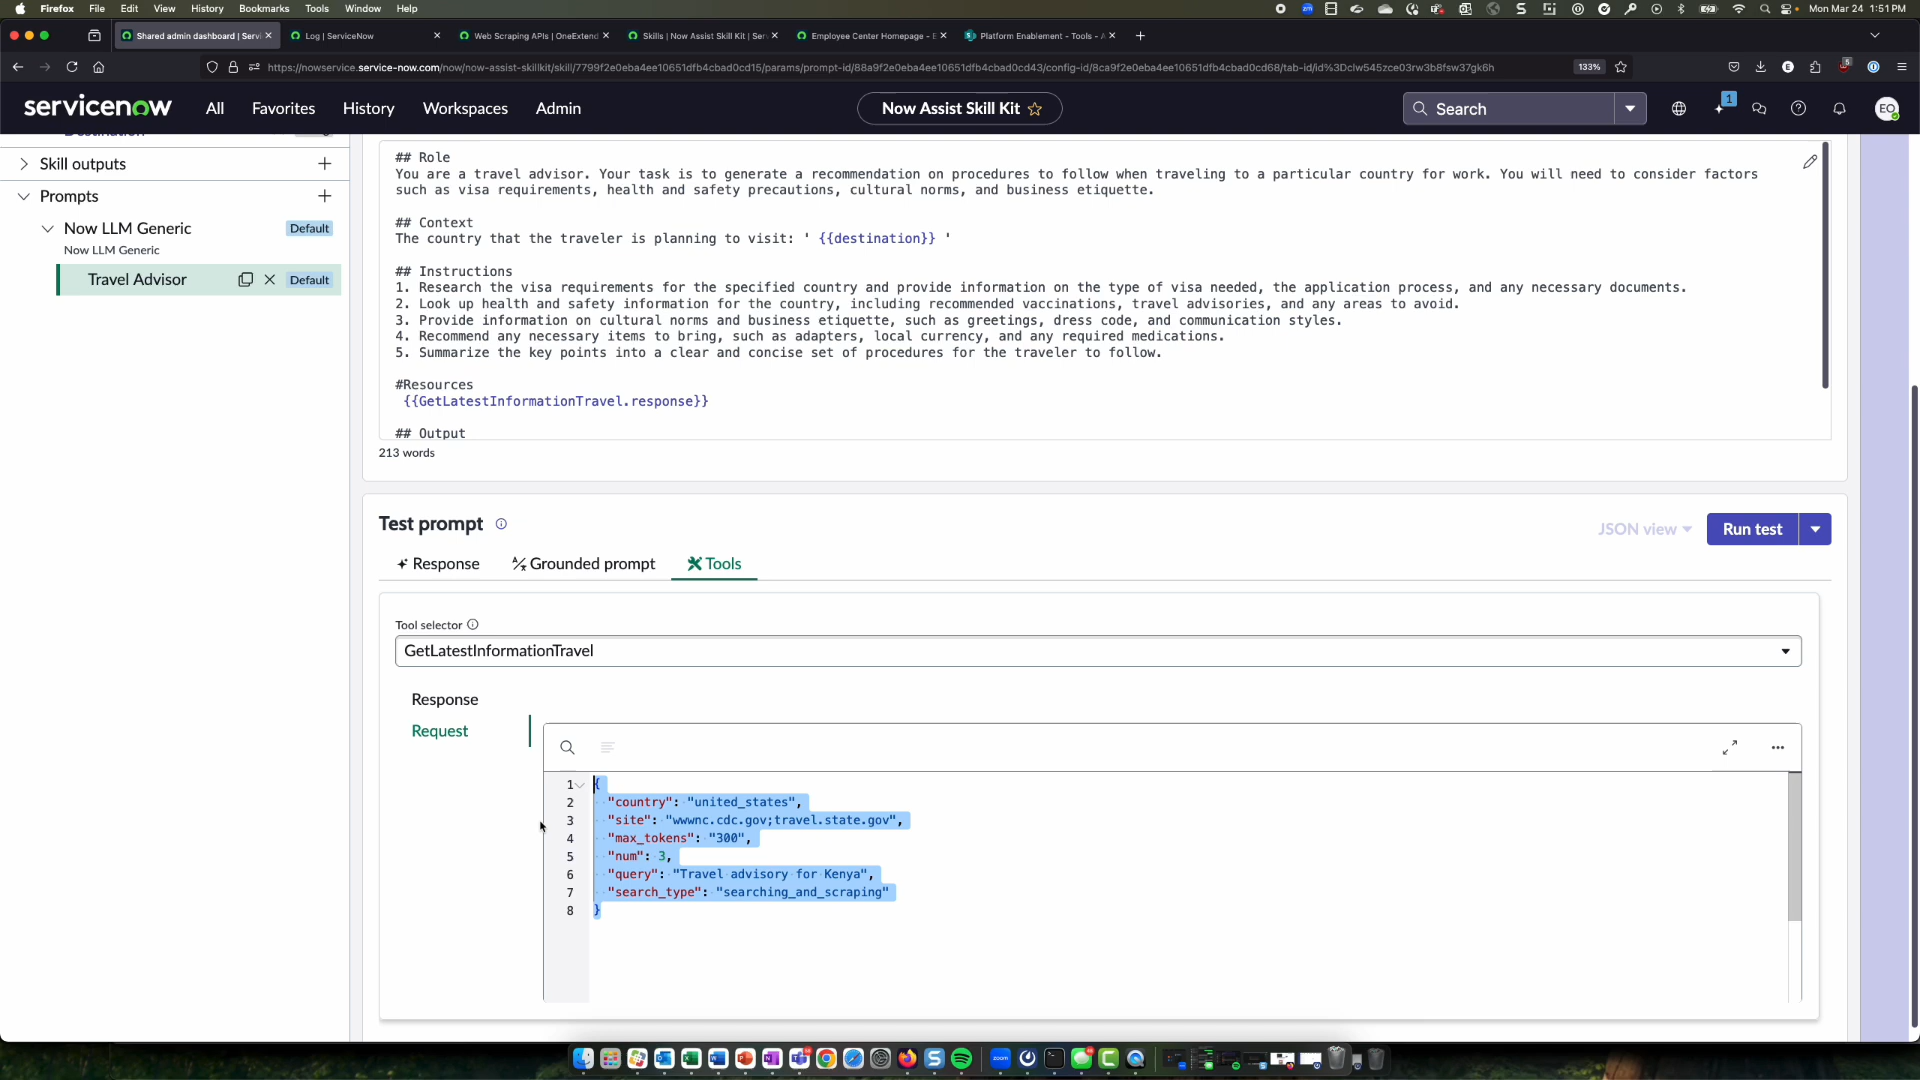 Firefox File Edit View History Bookmarks Tools Window Help
Mon Mar 24 1:51 PM
Shared admin dashboard | Servi
Log | ServiceNow
Web Scraping APIs | OneExtend
Skills | Now Assist Skill Kit | Ser
Employee Center Homepage - E
Platform Enablement - Tools - A
https://nowservice.service-now.com/now/now-assist-skillkit/skill/7799f2e0eba4ee10651dfb4cbad0cd15/params/prompt-id/88a9f2e0eba4ee10651dfb4cbad0cd43/config-id/8ca9f2e0eba4ee10651dfb4cbad0cd68/tab-id/id%3Dclw545zce03rw3b8fsw37gk6h
133%
servicenow All Favorites History Workspaces Admin
Now Assist Skill Kit
Search
1
EO
Destination
Skill outputs
Prompts
Now LLM Generic Default
Now LLM Generic
Travel Advisor Default
## Role
You are a travel advisor. Your task is to generate a recommendation on procedures to follow when traveling to a particular country for work. You will need to consider factors
such as visa requirements, health and safety precautions, cultural norms, and business etiquette.
## Context
The country that the traveler is planning to visit: ' {{destination}} '
## Instructions
1. Research the visa requirements for the specified country and provide information on the type of visa needed, the application process, and any necessary documents.
2. Look up health and safety information for the country, including recommended vaccinations, travel advisories, and any areas to avoid.
3. Provide information on cultural norms and business etiquette, such as greetings, dress code, and communication styles.
4. Recommend any necessary items to bring, such as adapters, local currency, and any required medications.
5. Summarize the key points into a clear and concise set of procedures for the traveler to follow.
#Resources
{{GetLatestInformationTravel.response}}
## Output
213 words
Test prompt
JSON view
Run test
Response
Grounded prompt
Tools
Tool selector
GetLatestInformationTravel
Response
Request
1 {
2 "country": "united_states",
3 "site": "wwwnc.cdc.gov;travel.state.gov",
4 "max_tokens": "300",
5 "num": 3,
6 "query": "Travel advisory for Kenya",
7 "search_type": "searching_and_scraping"
8 }
zoom